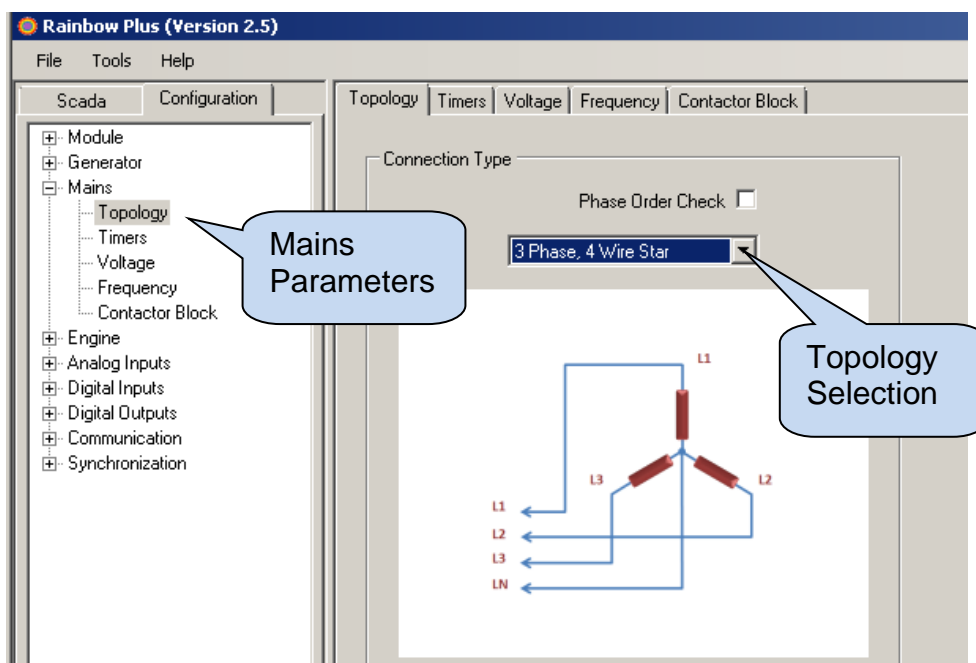 Rainbow Plus (Version 2.5)
File Tools Help
Scada Configuration
Module
Generator
Mains
Topology
Timers
Voltage
Frequency
Contactor Block
Engine
Analog Inputs
Digital Inputs
Digital Outputs
Communication
Synchronization
Mains
Parameters
Topology Timers Voltage Frequency Contactor Block
Connection Type
Phase Order Check
3 Phase, 4 Wire Star
Topology
Selection
L1
L3
L2
L1
L2
L3
LN